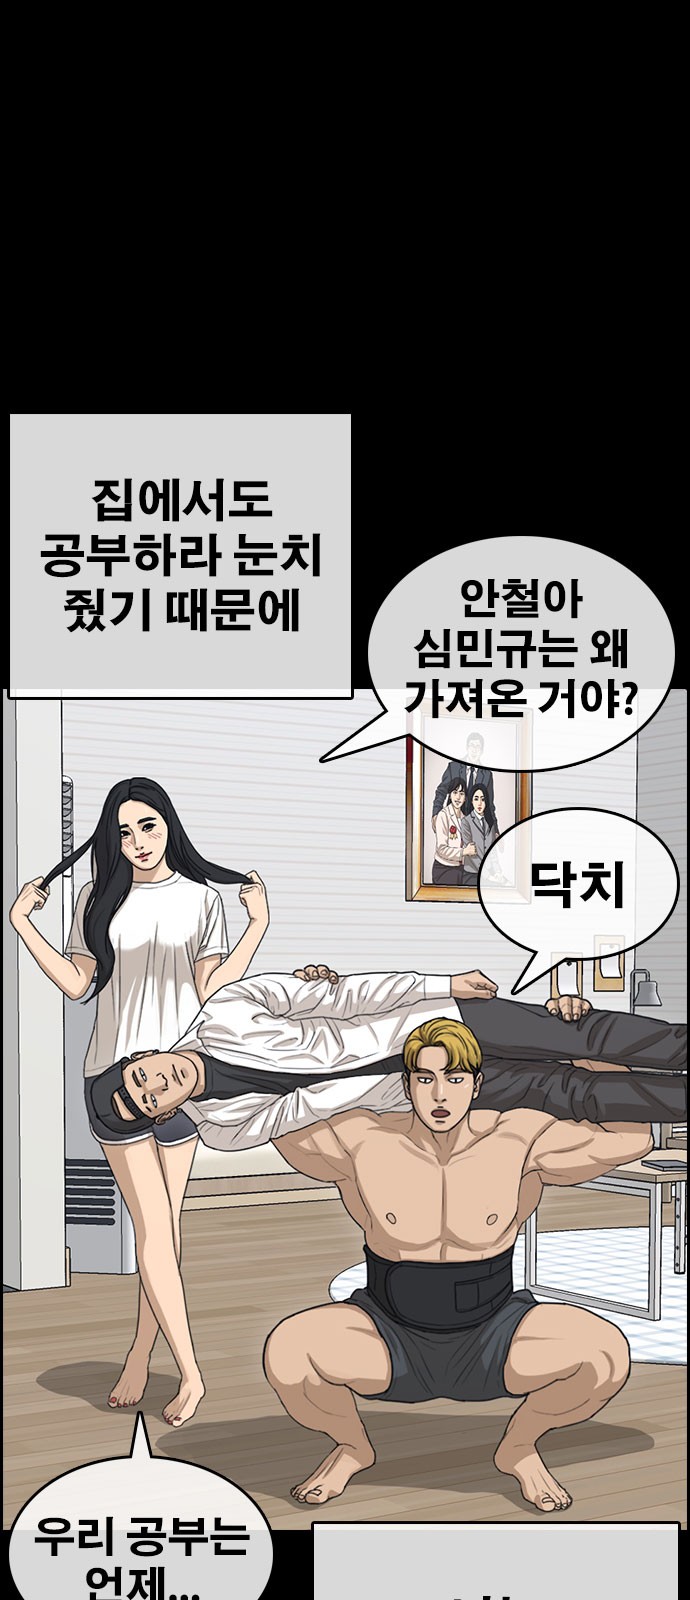 집에서도
공부하라 눈치
줬기 때문에
안철아
심민규는 왜
가져온 거야?
닥치
우리 공부는
언제...